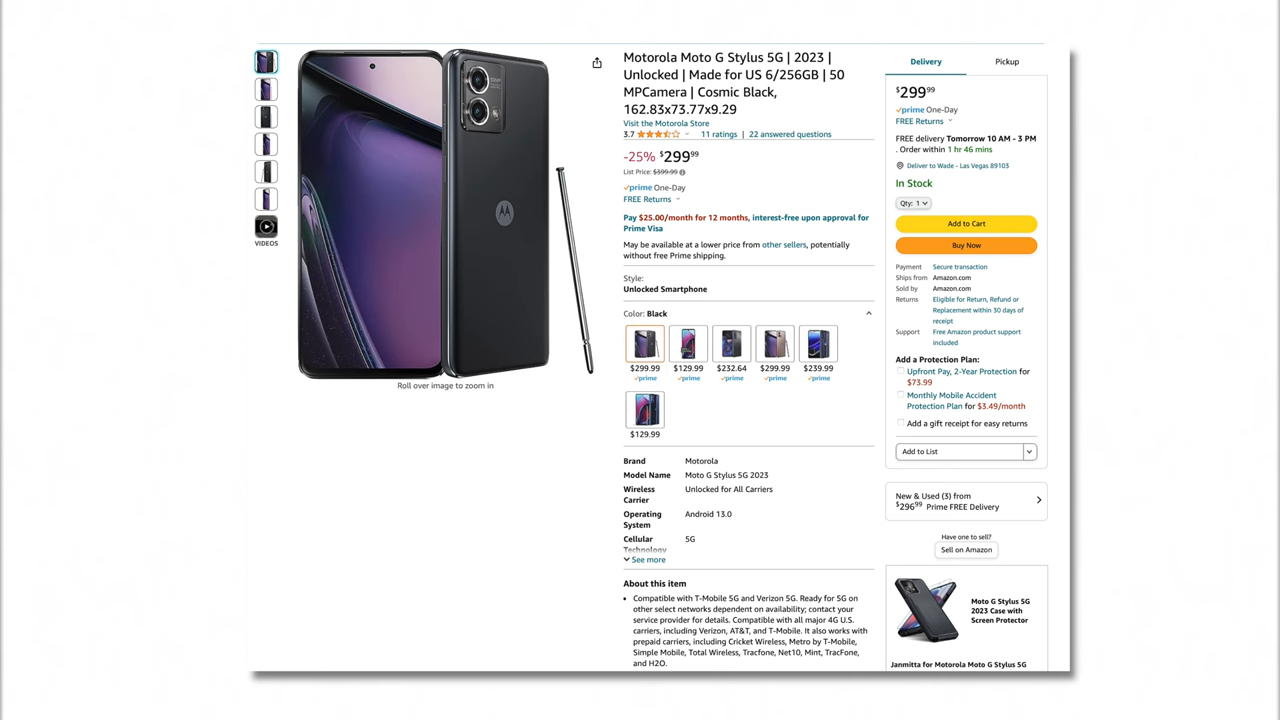 VIDEOS
Roll over image to zoom in
Motorola Moto G Stylus 5G | 2023 |
Unlocked | Made for US 6/256GB | 50
MPCamera | Cosmic Black,
162.83x73.77x9.29
Visit the Motorola Store
3.7 11 ratings | 22 answered questions
-25% $299 99
List Price: $399.99
prime One-Day
FREE Returns
Pay $25.00/month for 12 months, interest-free upon approval for
Prime Visa
May be available at a lower price from other sellers, potentially
without free Prime shipping.
Style:
Unlocked Smartphone
Color: Black
$299.99 $129.99 $232.64 $299.99 $239.99
prime prime prime prime prime
$129.99
Brand Motorola
Model Name Moto G Stylus 5G 2023
Wireless Unlocked for All Carriers
Carrier
Operating Android 13.0
System
Cellular 5G
Technology
See more
About this item
• Compatible with T-Mobile 5G and Verizon 5G. Ready for 5G on
other select networks dependent on availability; contact your
service provider for details. Compatible with all major 4G U.S.
carriers, including Verizon, AT&T, and T-Mobile. It also works with
prepaid carriers, including Cricket Wireless, Metro by T-Mobile,
Simple Mobile, Total Wireless, Tracfone, Net10, Mint, TracFone,
and H2O.
Delivery Pickup
$299 99
prime One-Day
FREE Returns
FREE delivery Tomorrow 10 AM - 3 PM
. Order within 1 hr 46 mins
Deliver to Wade - Las Vegas 89103
In Stock
Qty: 1
Add to Cart
Buy Now
Payment Secure transaction
Ships from Amazon.com
Sold by Amazon.com
Returns Eligible for Return, Refund or
Replacement within 30 days of
receipt
Support Free Amazon product support
included
Add a Protection Plan:
Upfront Pay, 2-Year Protection for
$73.99
Monthly Mobile Accident
Protection Plan for $3.49/month
Add a gift receipt for easy returns
Add to List
New & Used (3) from
$296 99 Prime FREE Delivery
Have one to sell?
Sell on Amazon
Moto G Stylus 5G
2023 Case with
Screen Protector
Janmitta for Motorola Moto G Stylus 5G